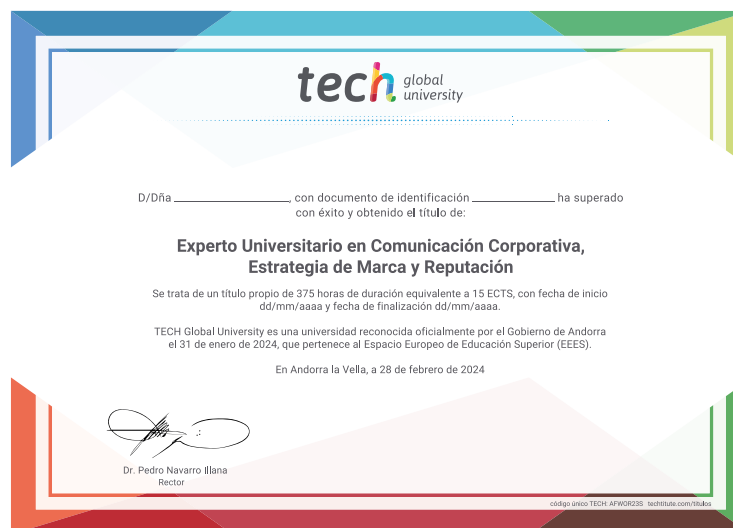 tech global
university
D/Dña ____________________, con documento de identificación ______________ ha superado
con éxito y obtenido el título de:
Experto Universitario en Comunicación Corporativa,
Estrategia de Marca y Reputación
Se trata de un título propio de 375 horas de duración equivalente a 15 ECTS, con fecha de inicio
dd/mm/aaaa y fecha de finalización dd/mm/aaaa.
TECH Global University es una universidad reconocida oficialmente por el Gobierno de Andorra
el 31 de enero de 2024, que pertenece al Espacio Europeo de Educación Superior (EEES).
En Andorra la Vella, a 28 de febrero de 2024
Dr. Pedro Navarro Illana
Rector
código único TECH: AFWOR23S techtitute.com/titulos